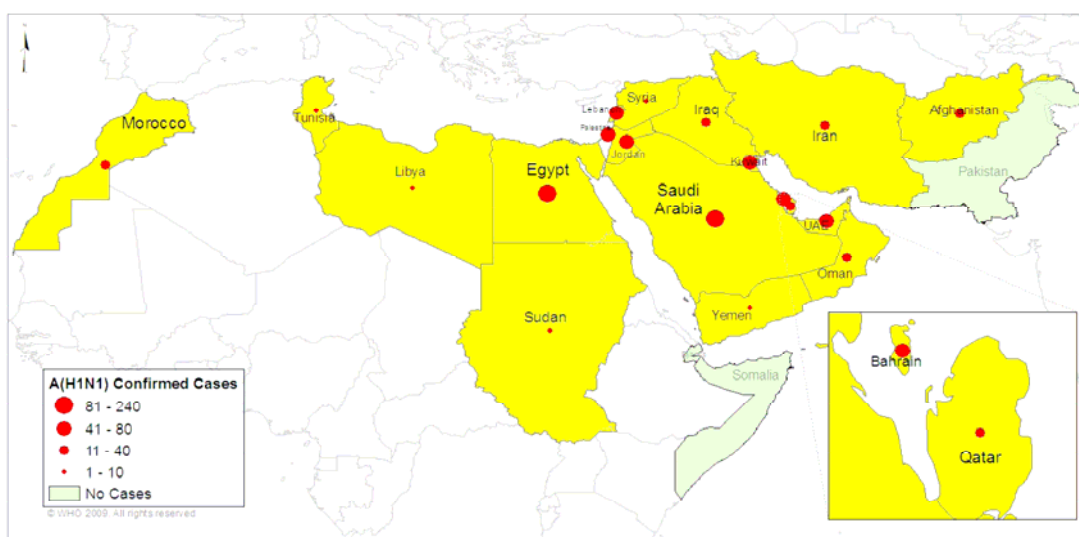 Morocco
Tunisia
Libya
Egypt
Sudan
Lebanon
Syria
Palestine
Jordan
Iraq
Kuwait
Iran
Afghanistan
Pakistan
Saudi
Arabia
UAE
Oman
Yemen
Somalia
Bahrain
Qatar
A(H1N1) Confirmed Cases
81 - 240
41 - 80
11 - 40
1 - 10
No Cases
© WHO 2009. All rights reserved